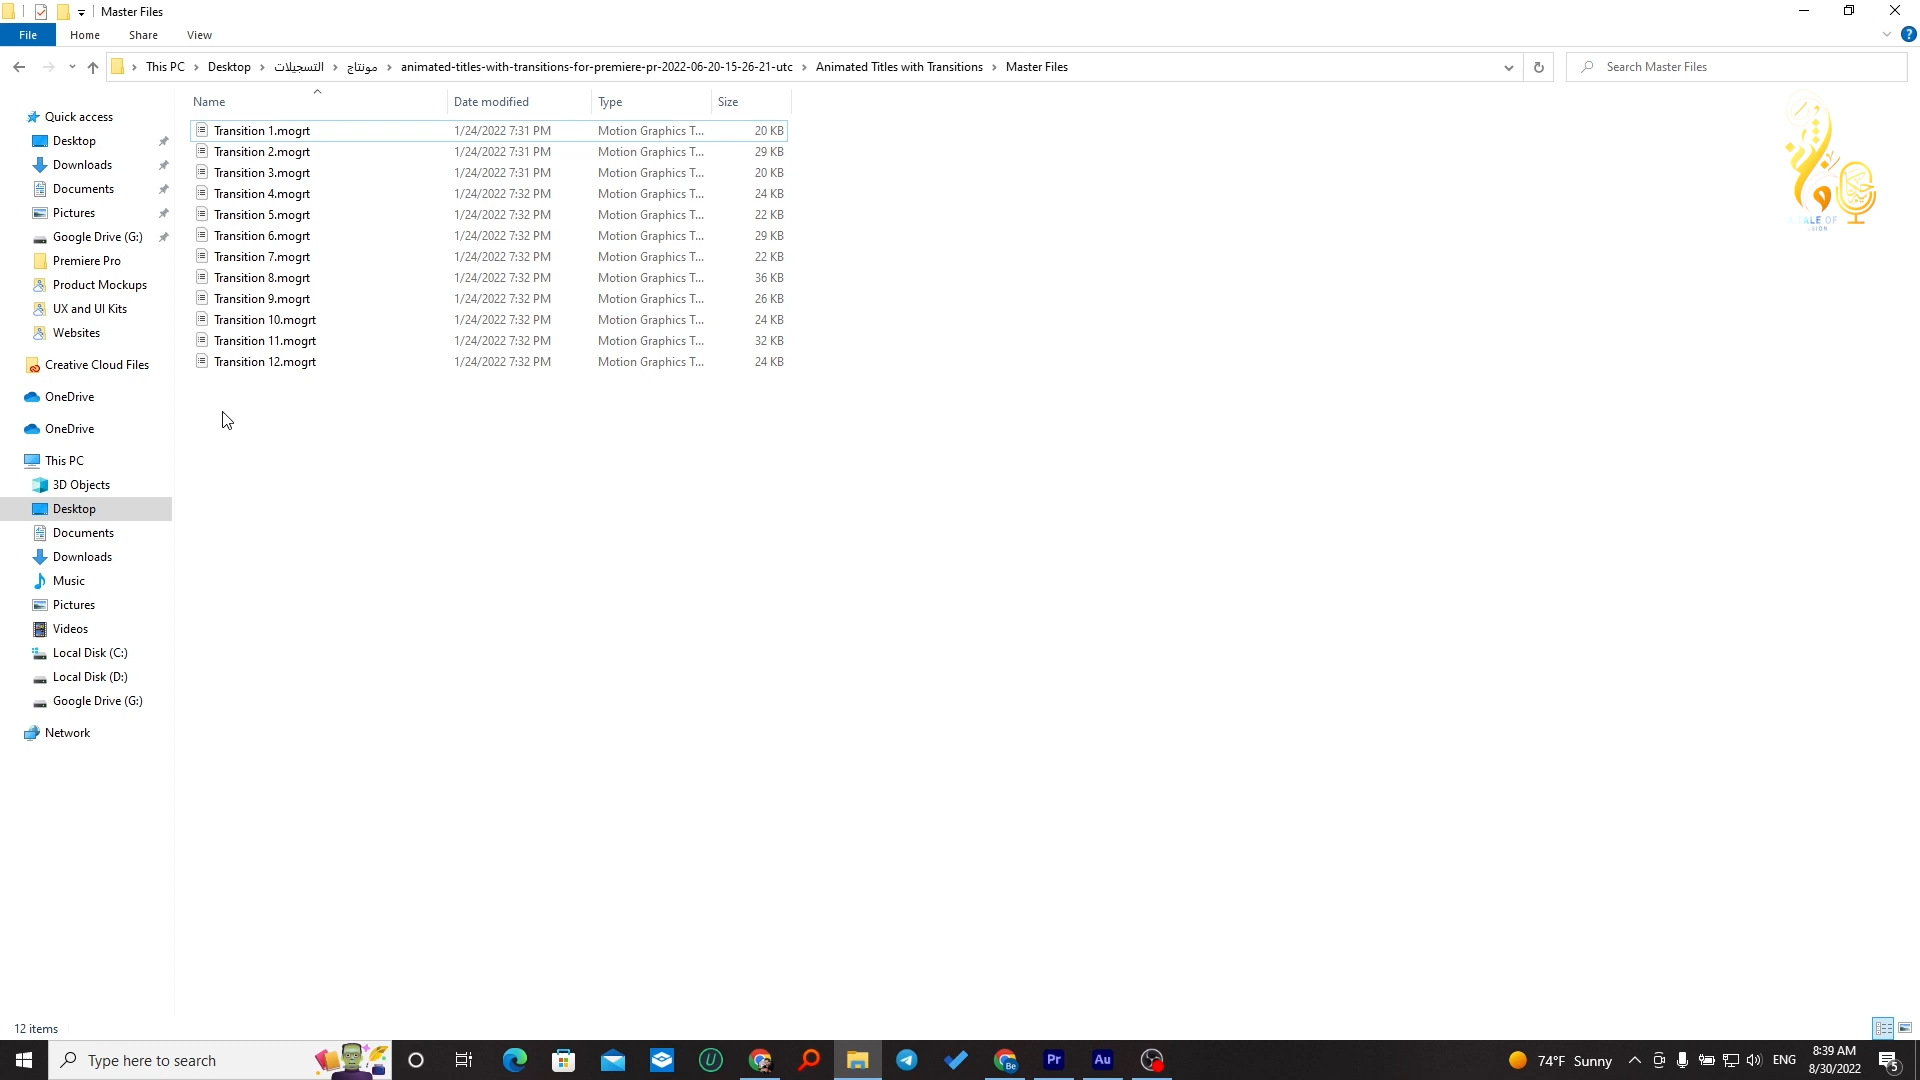 Master Files
File Home Share View
This PC Desktop التسجيلات مونتاج animated-titles-with-transitions-for-premiere-pr-2022-06-20-15-26-21-utc Animated Titles with Transitions Master Files
Search Master Files
Name Date modified Type Size
Transition 1.mogrt 1/24/2022 7:31 PM Motion Graphics T... 20 KB
Transition 2.mogrt 1/24/2022 7:31 PM Motion Graphics T... 29 KB
Transition 3.mogrt 1/24/2022 7:31 PM Motion Graphics T... 20 KB
Transition 4.mogrt 1/24/2022 7:32 PM Motion Graphics T... 24 KB
Transition 5.mogrt 1/24/2022 7:32 PM Motion Graphics T... 22 KB
Transition 6.mogrt 1/24/2022 7:32 PM Motion Graphics T... 29 KB
Transition 7.mogrt 1/24/2022 7:32 PM Motion Graphics T... 22 KB
Transition 8.mogrt 1/24/2022 7:32 PM Motion Graphics T... 36 KB
Transition 9.mogrt 1/24/2022 7:32 PM Motion Graphics T... 26 KB
Transition 10.mogrt 1/24/2022 7:32 PM Motion Graphics T... 24 KB
Transition 11.mogrt 1/24/2022 7:32 PM Motion Graphics T... 32 KB
Transition 12.mogrt 1/24/2022 7:32 PM Motion Graphics T... 24 KB
Quick access
Desktop
Downloads
Documents
Pictures
Google Drive (G:)
Premiere Pro
Product Mockups
UX and UI Kits
Websites
Creative Cloud Files
OneDrive
OneDrive
This PC
3D Objects
Desktop
Documents
Downloads
Music
Pictures
Videos
Local Disk (C:)
Local Disk (D:)
Google Drive (G:)
Network
TALE OF
12 items
Type here to search
Be
Pr
Au
74°F Sunny
ENG
8:39 AM
8/30/2022
5